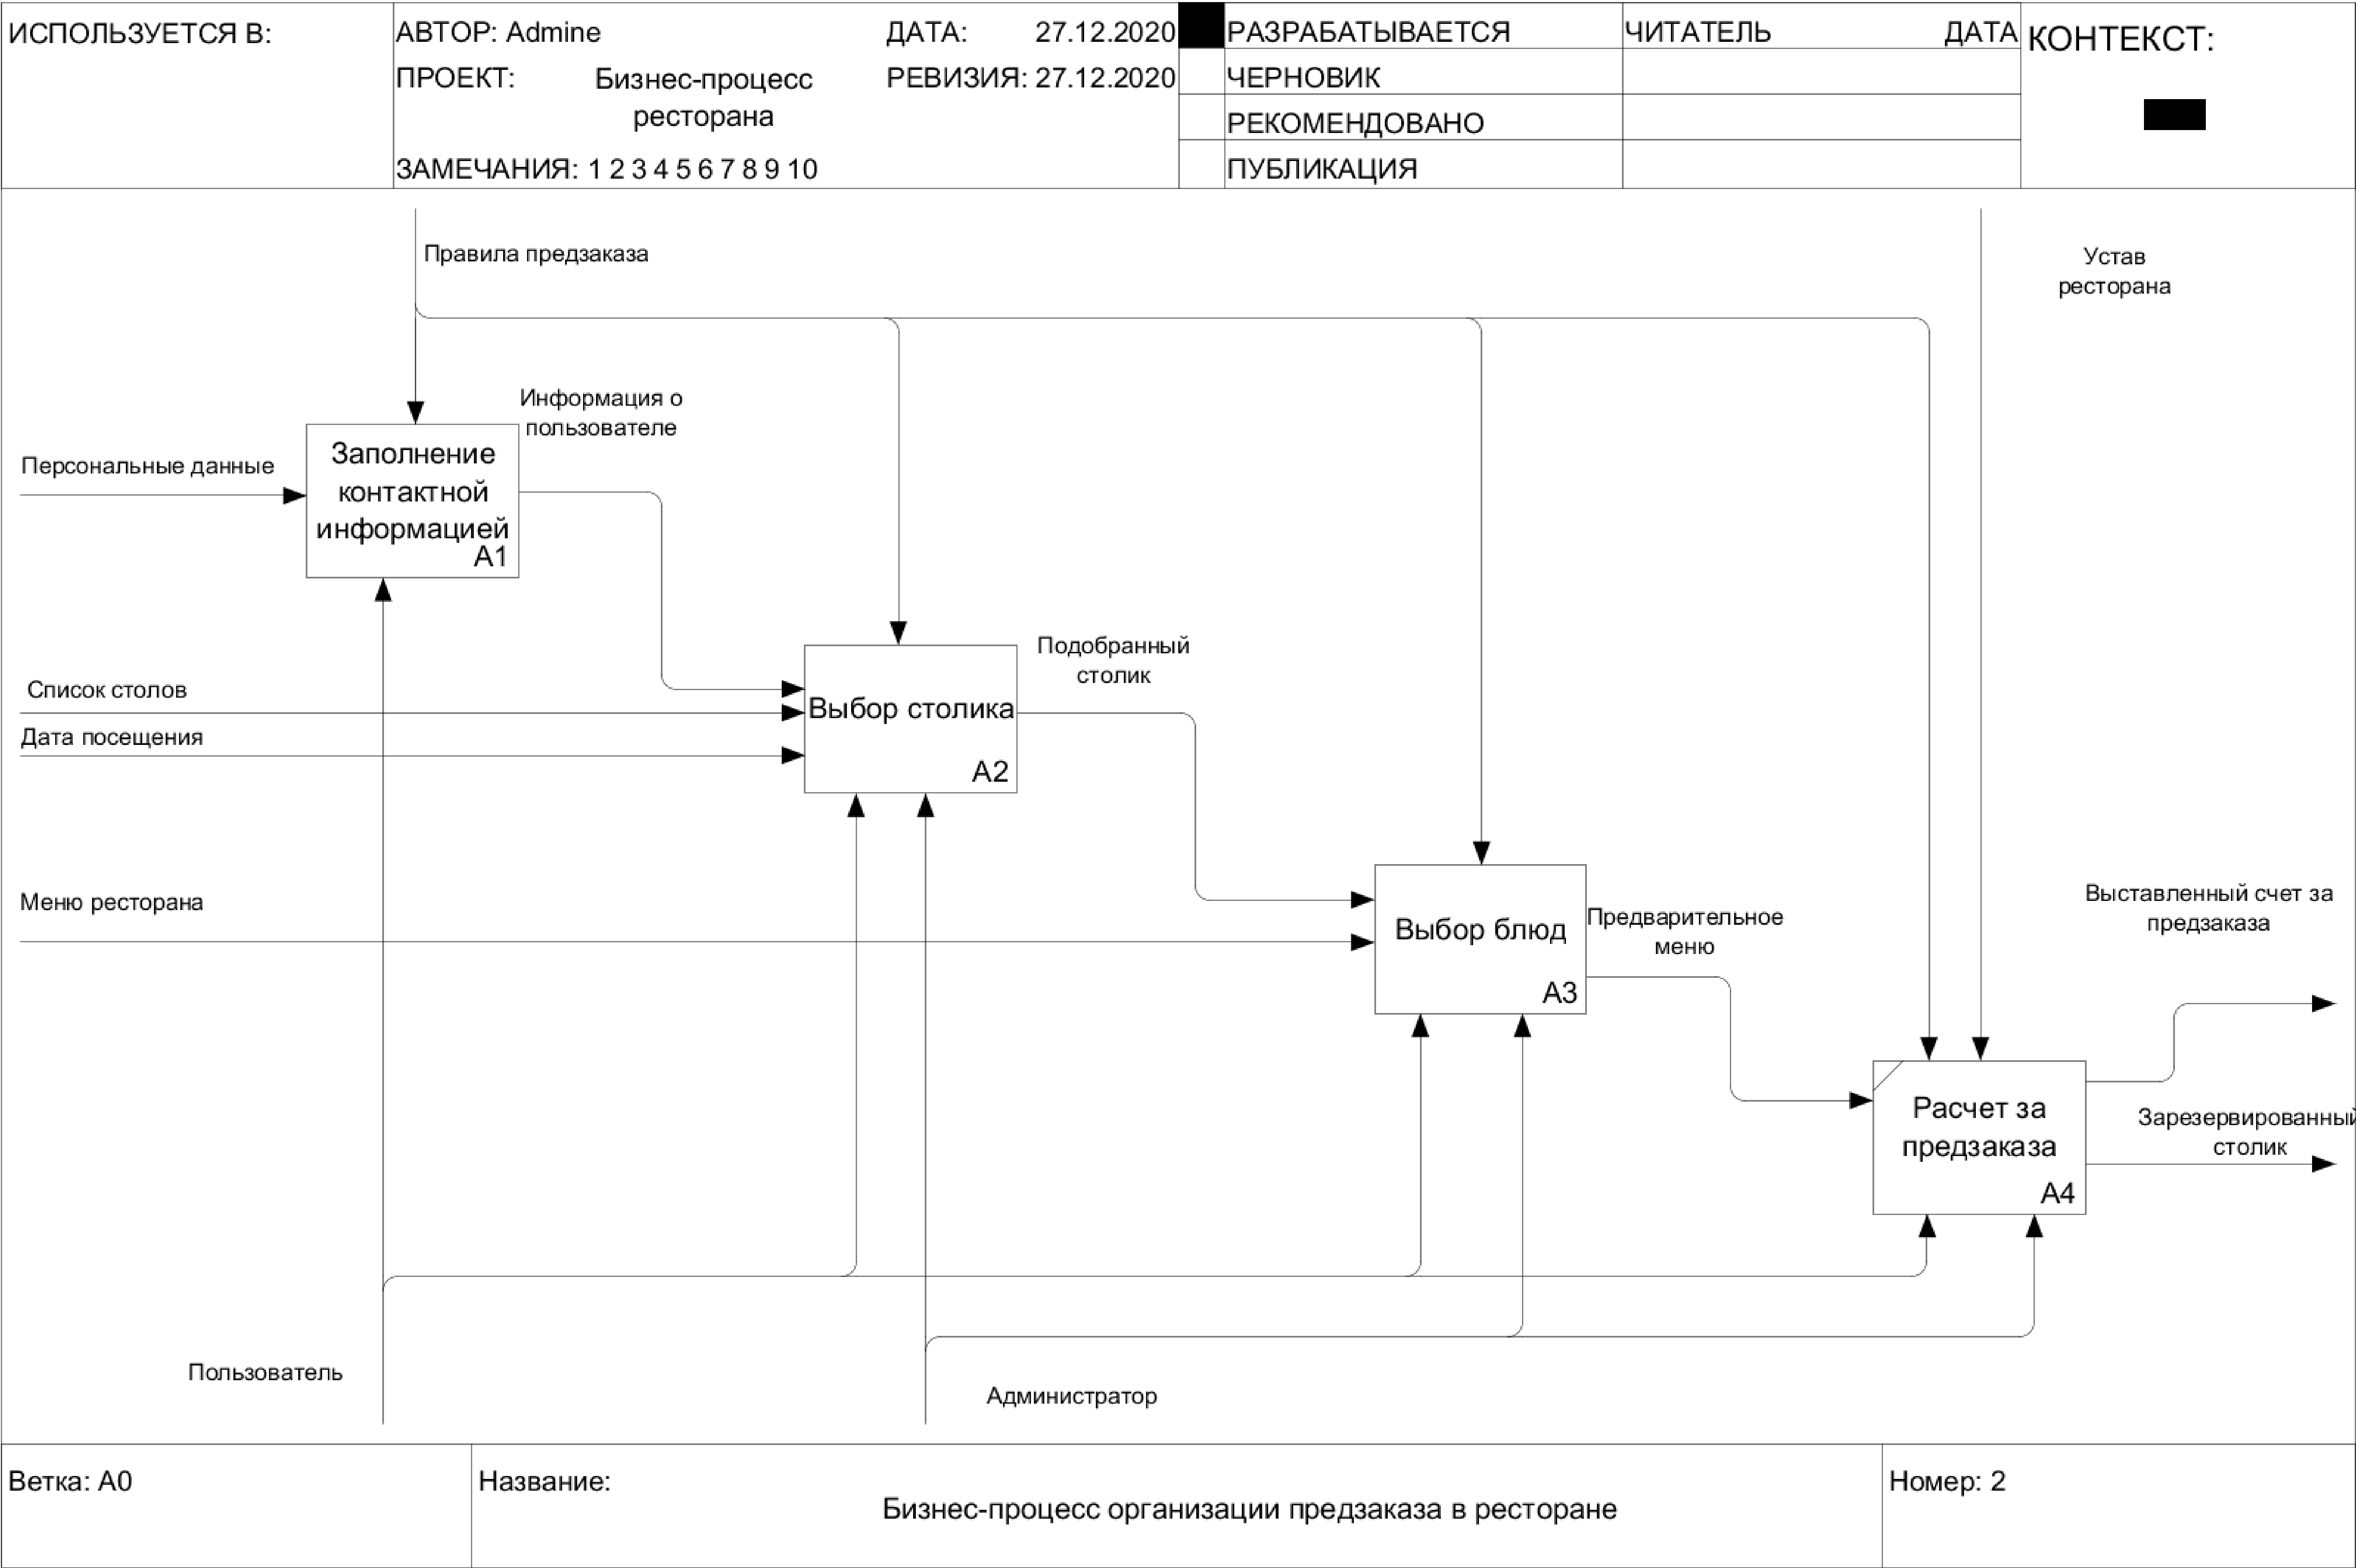 ИСПОЛЬЗУЕТСЯ В:
АВТОР: Admine
ДАТА: 27.12.2020
ПРОЕКТ: Бизнес-процесс
ресторана
РЕВИЗИЯ: 27.12.2020
ЗАМЕЧАНИЯ: 1 2 3 4 5 6 7 8 9 10
РАЗРАБАТЫВАЕТСЯ
ЧЕРНОВИК
РЕКОМЕНДОВАНО
ПУБЛИКАЦИЯ
ЧИТАТЕЛЬ ДАТА
КОНТЕКСТ:
Правила предзаказа
Устав
ресторана
Информация о
пользователе
Персональные данные
Заполнение
контактной
информацией
A1
Список столов
Дата посещения
Выбор столика
A2
Подобранный
столик
Меню ресторана
Выбор блюд
A3
Предварительное
меню
Выставленный счет за
предзаказа
Расчет за
предзаказа
A4
Зарезервированный
столик
Пользователь
Администратор
Ветка: A0
Название:
Бизнес-процесс организации предзаказа в ресторане
Номер: 2